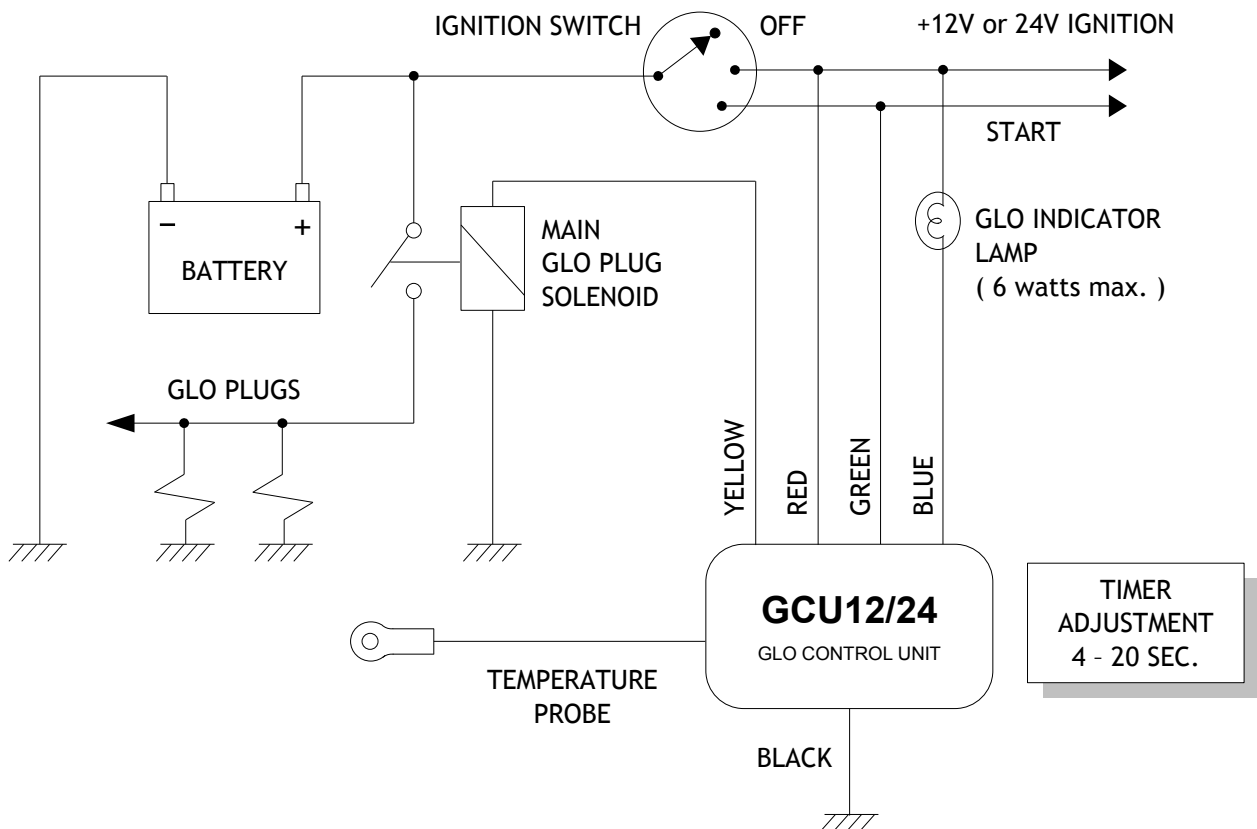 IGNITION SWITCH
OFF
+12V or 24V IGNITION
START
− +
BATTERY
MAIN
GLO PLUG
SOLENOID
GLO INDICATOR
LAMP
( 6 watts max. )
GLO PLUGS
YELLOW
RED
GREEN
BLUE
GCU12/24
GLO CONTROL UNIT
TIMER
ADJUSTMENT
4 - 20 SEC.
TEMPERATURE
PROBE
BLACK